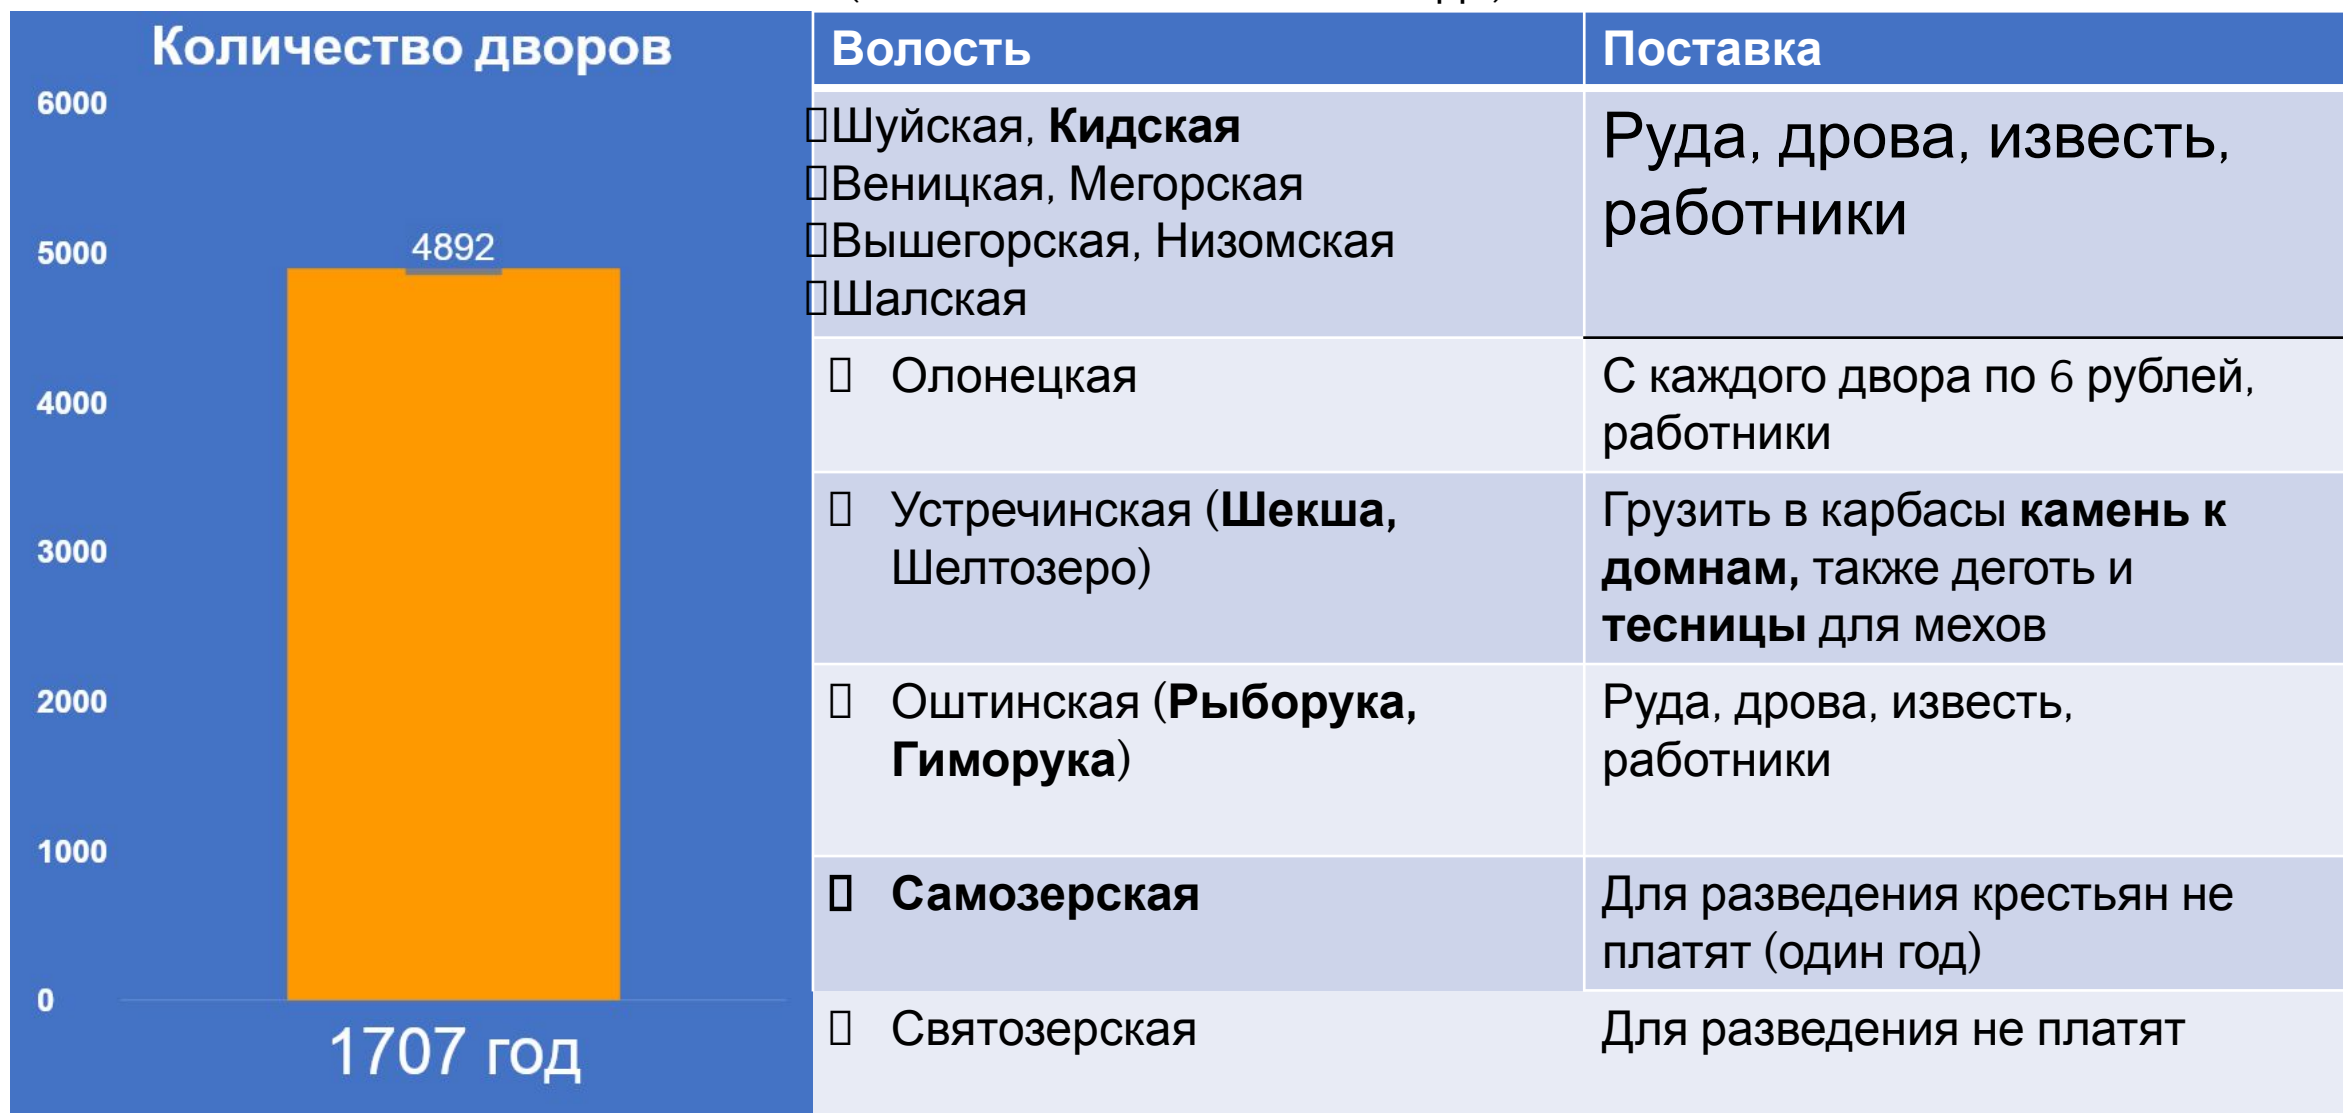 Количество дворов
6000
5000
4892
4000
3000
2000
1000
0
1707 год
Волость
Поставка
Шуйская, Кидская
Веницкая, Мегорская
Вышегорская, Низомская
Шалская
Руда, дрова, известь,
работники
Олонецкая
С каждого двора по 6 рублей,
работники
Устречинская (Шекша,
Шелтозеро)
Грузить в карбасы камень к
домнам, также деготь и
тесницы для мехов
Оштинская (Рыборука,
Гиморука)
Руда, дрова, известь,
работники
Самозерская
Для разведения крестьян не
платят (один год)
Святозерская
Для разведения не платят